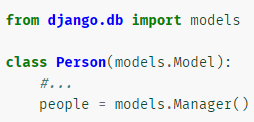 from django.db import models

class Person(models.Model):
    #...
    people = models.Manager()